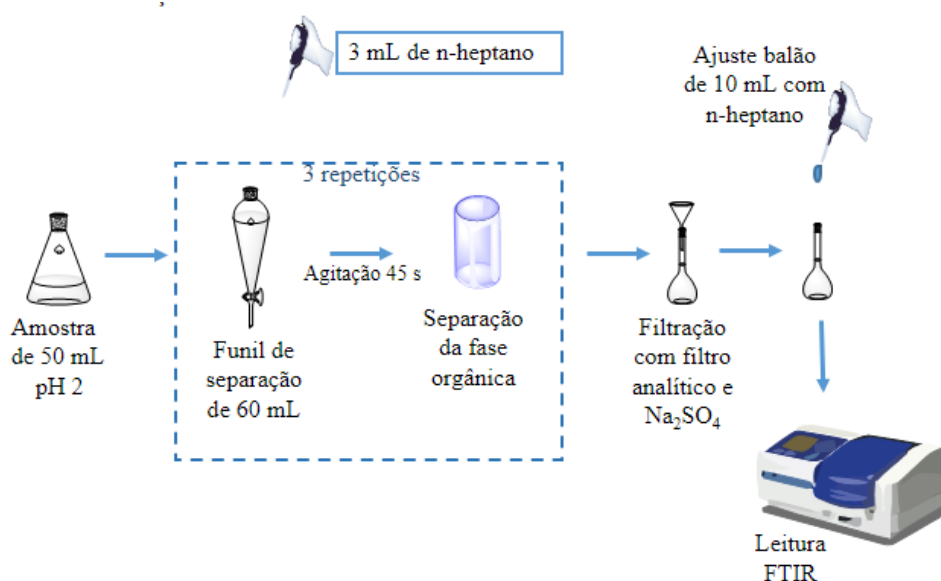 3 mL de n-heptano
Ajuste balão
de 10 mL com
n-heptano
3 repetições
Agitação 45 s
Amostra
de 50 mL
pH 2
Funil de
separação
de 60 mL
Separação
da fase
orgânica
Filtração
com filtro
analítico e
Na₂SO₄
Leitura
FTIR